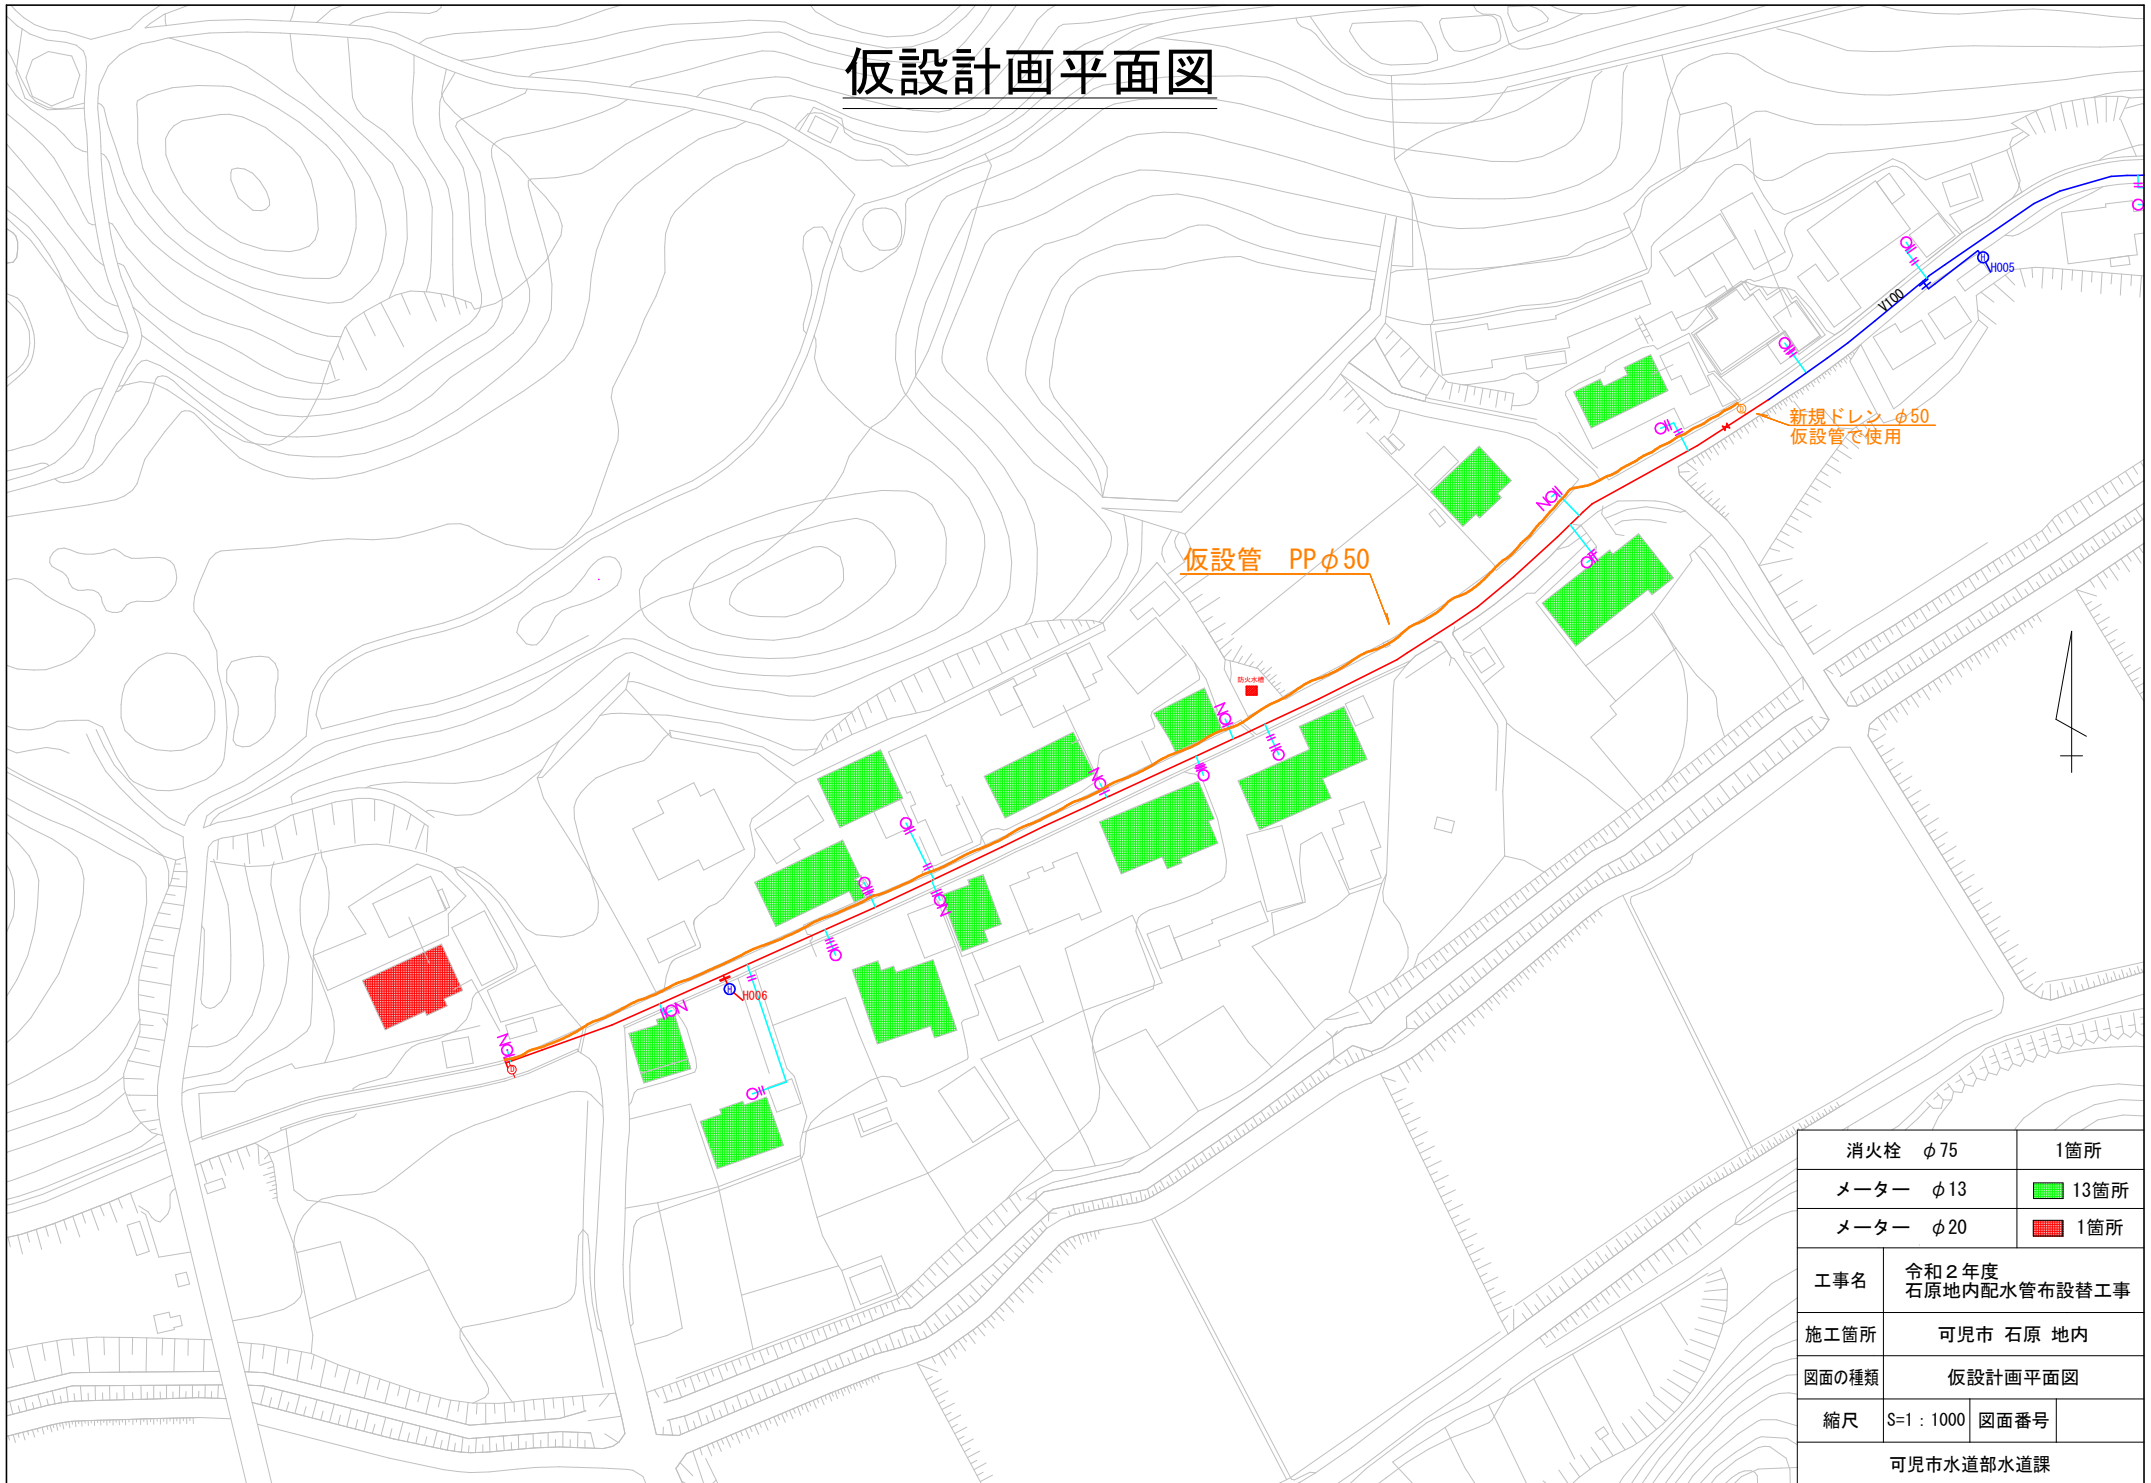 仮設計画平面図
H005
V100
新規ドレン φ50
仮設管で使用
仮設管 PPφ50
防火水槽
H006
消火栓 φ75 1箇所
メーター φ13 13箇所
メーター φ20 1箇所
工事名 令和2年度
石原地内配水管布設替工事
施工箇所 可児市 石原 地内
図面の種類 仮設計画平面図
縮尺 S=1:1000 図面番号
可児市水道部水道課